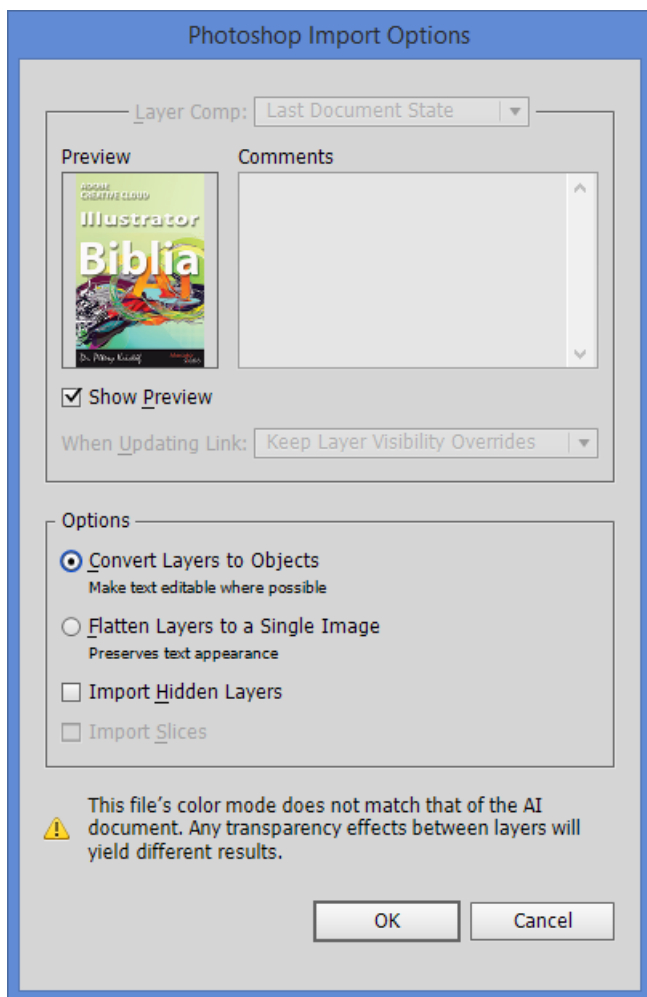 Photoshop Import Options
Layer Comp: Last Document State
Preview Comments
ADOBE
CREATIVE CLOUD
Illustrator
Biblia
Ai
☑ Show Preview
When Updating Link: Keep Layer Visibility Overrides
Options
Convert Layers to Objects
Make text editable where possible
Flatten Layers to a Single Image
Preserves text appearance
Import Hidden Layers
Import Slices
This file's color mode does not match that of the AI
document. Any transparency effects between layers will
yield different results.
OK Cancel